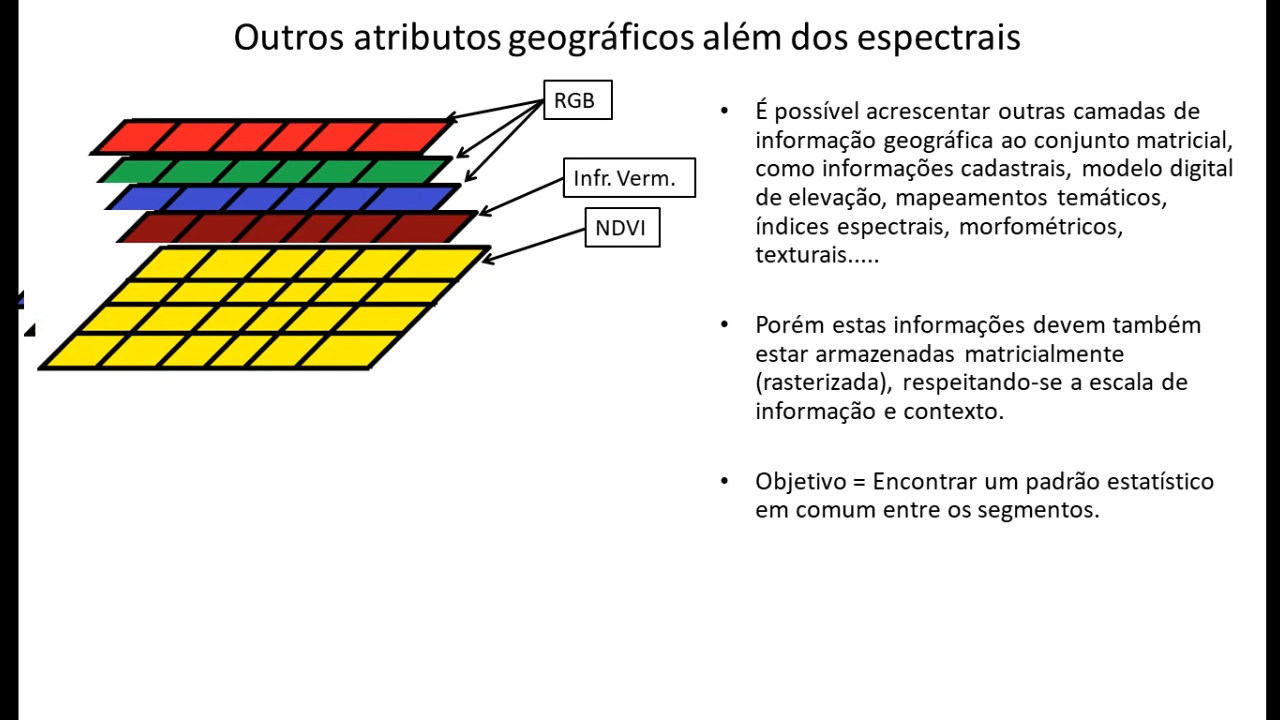 Outros atributos geográficos além dos espectrais
RGB
Infr. Verm.
NDVI
• É possível acrescentar outras camadas de
informação geográfica ao conjunto matricial,
como informações cadastrais, modelo digital
de elevação, mapeamentos temáticos,
índices espectrais, morfométricos,
texturais.....
• Porém estas informações devem também
estar armazenadas matricialmente
(rasterizada), respeitando-se a escala de
informação e contexto.
• Objetivo = Encontrar um padrão estatístico
em comum entre os segmentos.